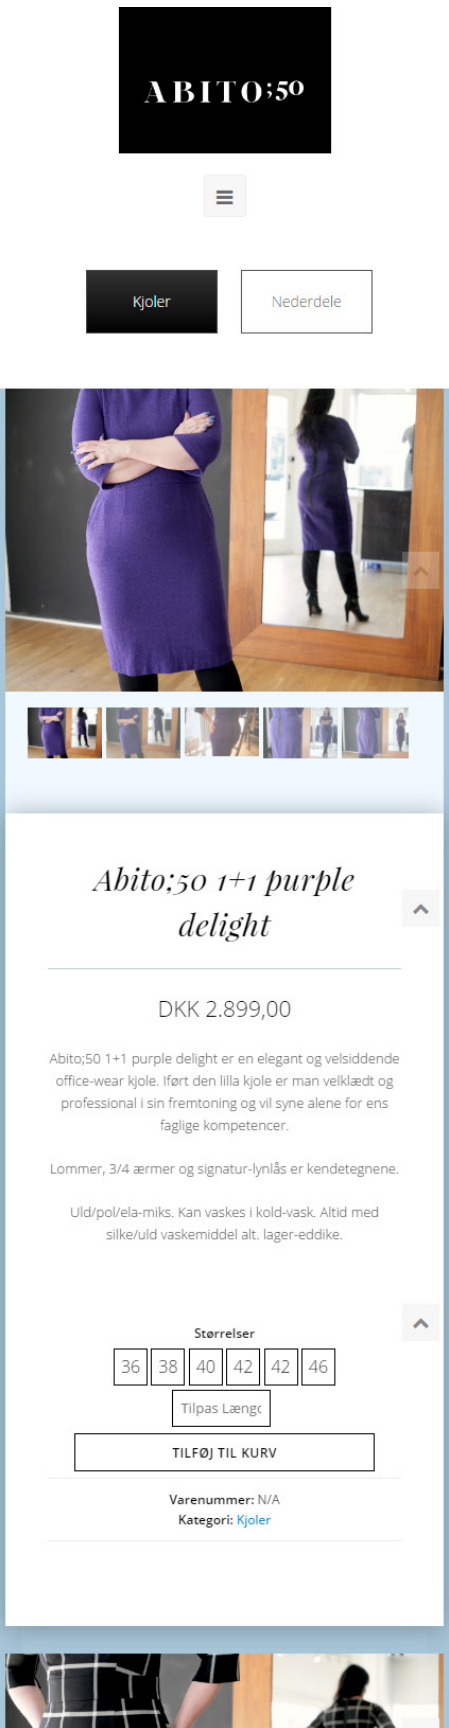 ABITO;50
Kjoler
Nederdele
Abito;50 1+1 purple
delight
DKK 2.899,00
Abito;50 1+1 purple delight er en elegant og velsiddende
office-wear kjole. Iført den lilla kjole er man velklædt og
professional i sin fremtoning og vil syne alene for ens
faglige kompetencer.
Lommer, 3/4 ærmer og signatur-lynlås er kendetegnene.
Uld/pol/ela-miks. Kan vaskes i kold-vask. Altid med
silke/uld vaskemiddel alt. lager-eddike.
Størrelser
36 38 40 42 42 46
Tilpas Læng
TILFØJ TIL KURV
Varenummer: N/A
Kategori: Kjoler